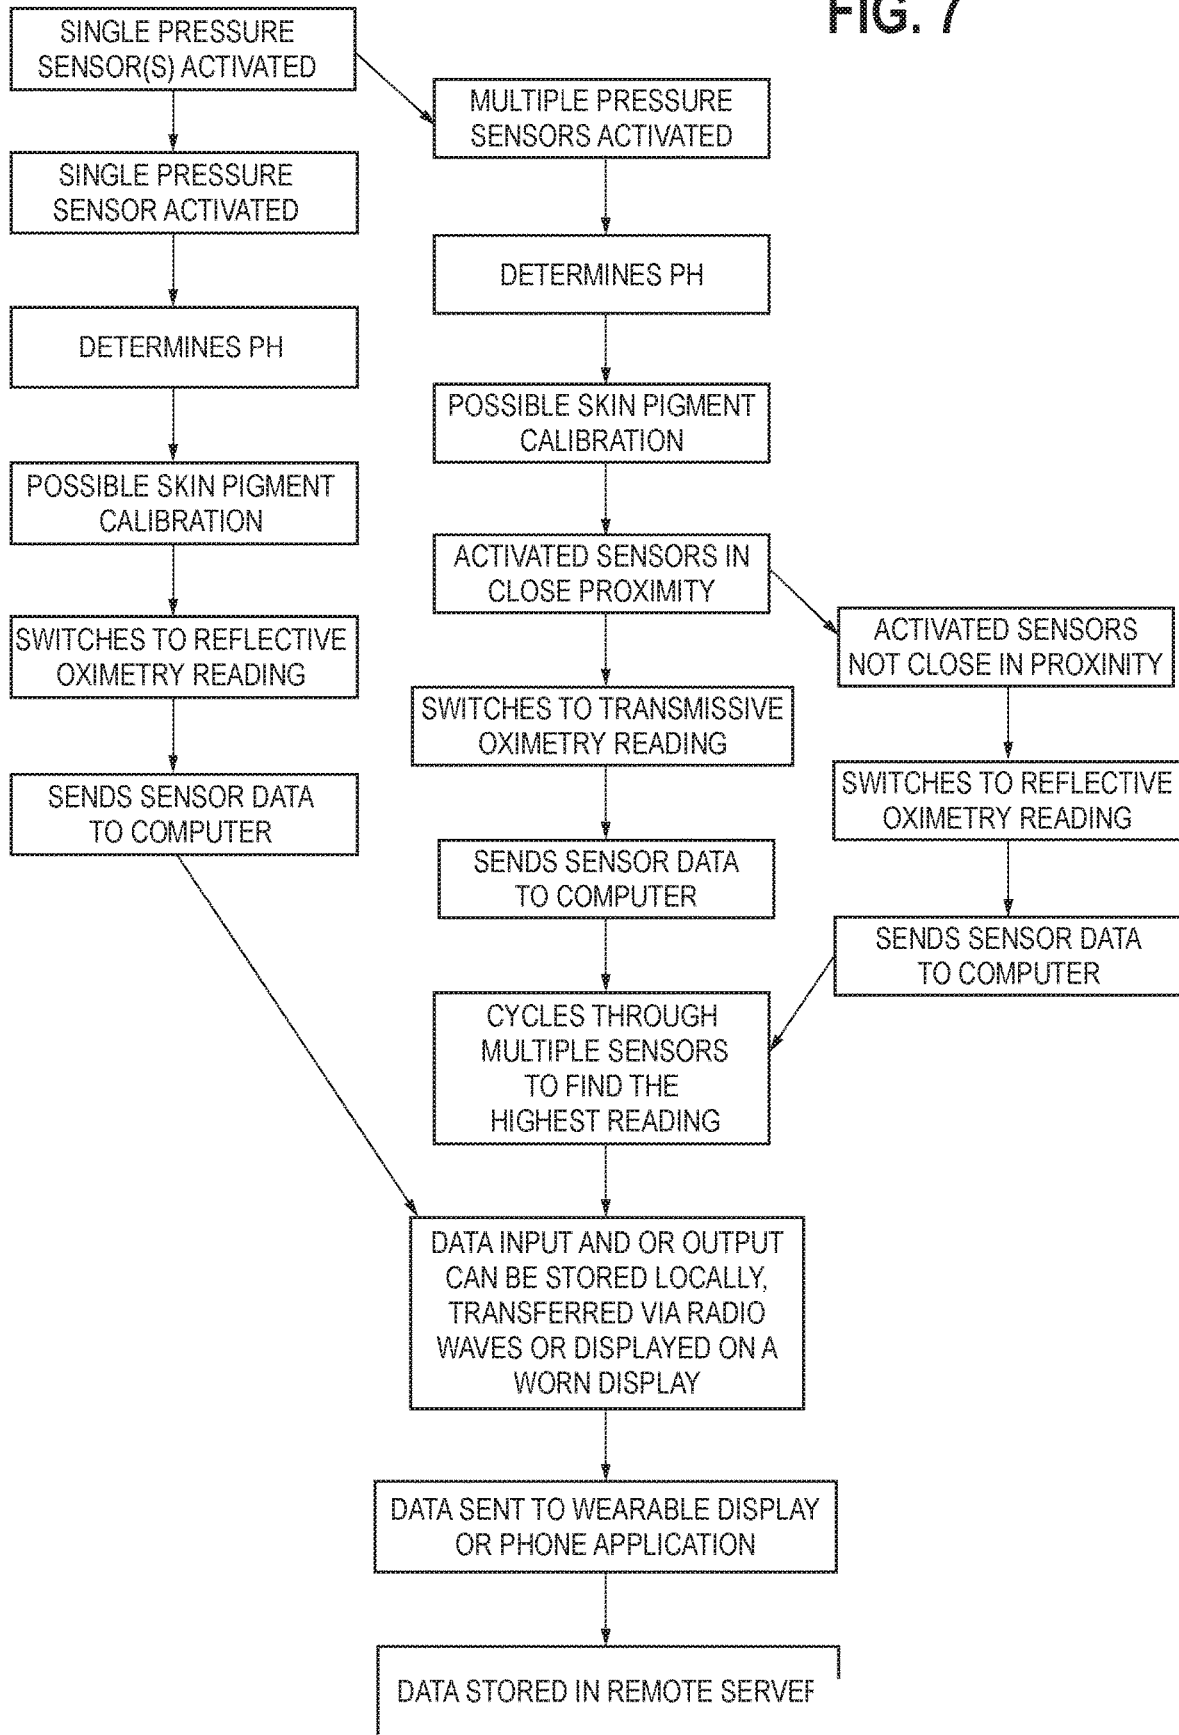 FIG. 7
SINGLE PRESSURE
SENSOR(S) ACTIVATED
MULTIPLE PRESSURE
SENSORS ACTIVATED
SINGLE PRESSURE
SENSOR ACTIVATED
DETERMINES PH
DETERMINES PH
POSSIBLE SKIN PIGMENT
CALIBRATION
POSSIBLE SKIN PIGMENT
CALIBRATION
ACTIVATED SENSORS IN
CLOSE PROXIMITY
SWITCHES TO REFLECTIVE
OXIMETRY READING
ACTIVATED SENSORS
NOT CLOSE IN PROXINITY
SWITCHES TO TRANSMISSIVE
OXIMETRY READING
SENDS SENSOR DATA
TO COMPUTER
SWITCHES TO REFLECTIVE
OXIMETRY READING
SENDS SENSOR DATA
TO COMPUTER
SENDS SENSOR DATA
TO COMPUTER
CYCLES THROUGH
MULTIPLE SENSORS
TO FIND THE
HIGHEST READING
DATA INPUT AND OR OUTPUT
CAN BE STORED LOCALLY,
TRANSFERRED VIA RADIO
WAVES OR DISPLAYED ON A
WORN DISPLAY
DATA SENT TO WEARABLE DISPLAY
OR PHONE APPLICATION
DATA STORED IN REMOTE SERVER